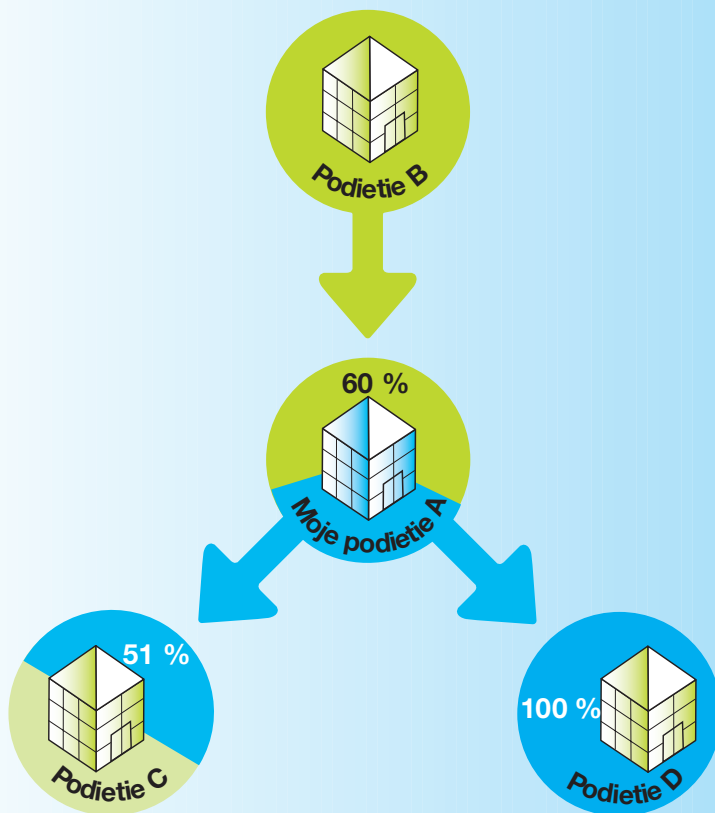 Podietie B
60 %
Moje podietie A
51 %
Podietie C
100 %
Podietie D